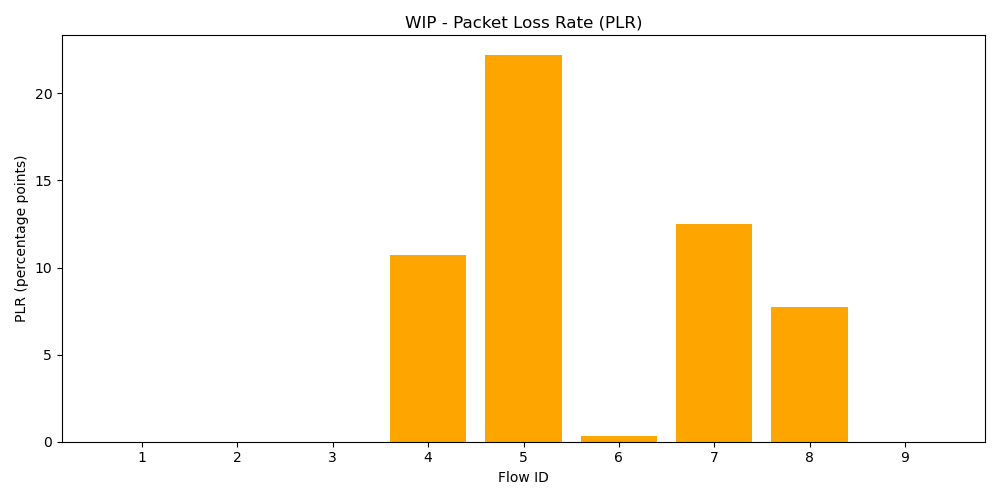 WIP - Packet Loss Rate (PLR)
PLR (percentage points)
20
15
10
5
0
1 2 3 4 5 6 7 8 9
Flow ID